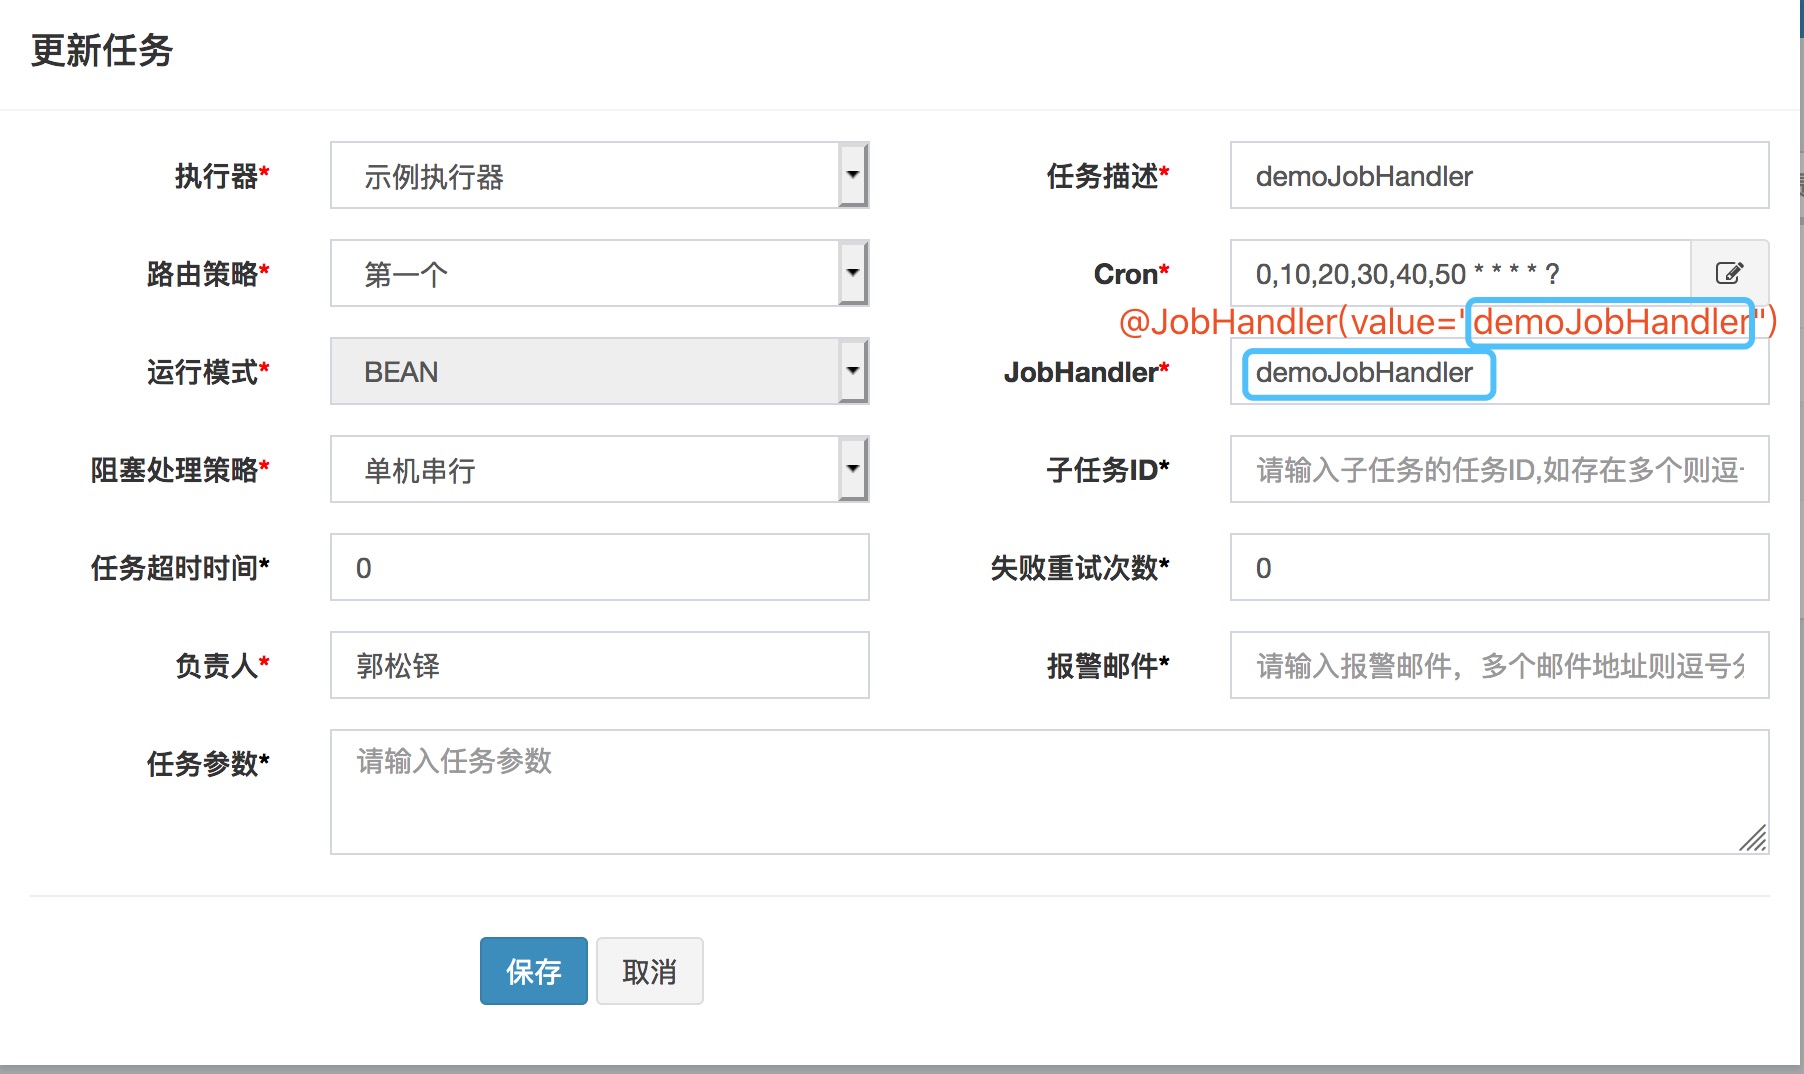 更新任务
执行器* 示例执行器 任务描述* demoJobHandler
路由策略* 第一个 Cron* 0,10,20,30,40,50 * * * * ?
@JobHandler(value="demoJobHandler")
运行模式* BEAN JobHandler* demoJobHandler
阻塞处理策略* 单机串行 子任务ID* 请输入子任务的任务ID,如存在多个则逗
任务超时时间* 0 失败重试次数* 0
负责人* 郭松铎 报警邮件* 请输入报警邮件，多个邮件地址则逗号分
任务参数* 请输入任务参数
保存 取消